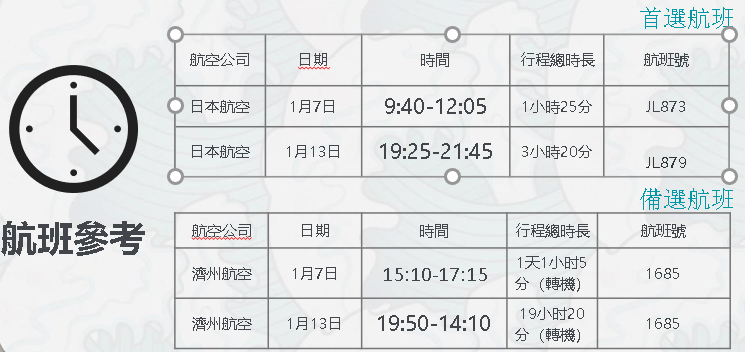 首選航班
航空公司 日期 時間 行程總時長 航班號
日本航空 1月7日 9:40-12:05 1小時25分 JL873
日本航空 1月13日 19:25-21:45 3小時20分 JL879
航班參考
備選航班
航空公司 日期 時間 行程總時長 航班號
濟州航空 1月7日 15:10-17:15 1天1小时5
分（轉機） 1685
濟州航空 1月13日 19:50-14:10 19小时20
分（轉機） 1685